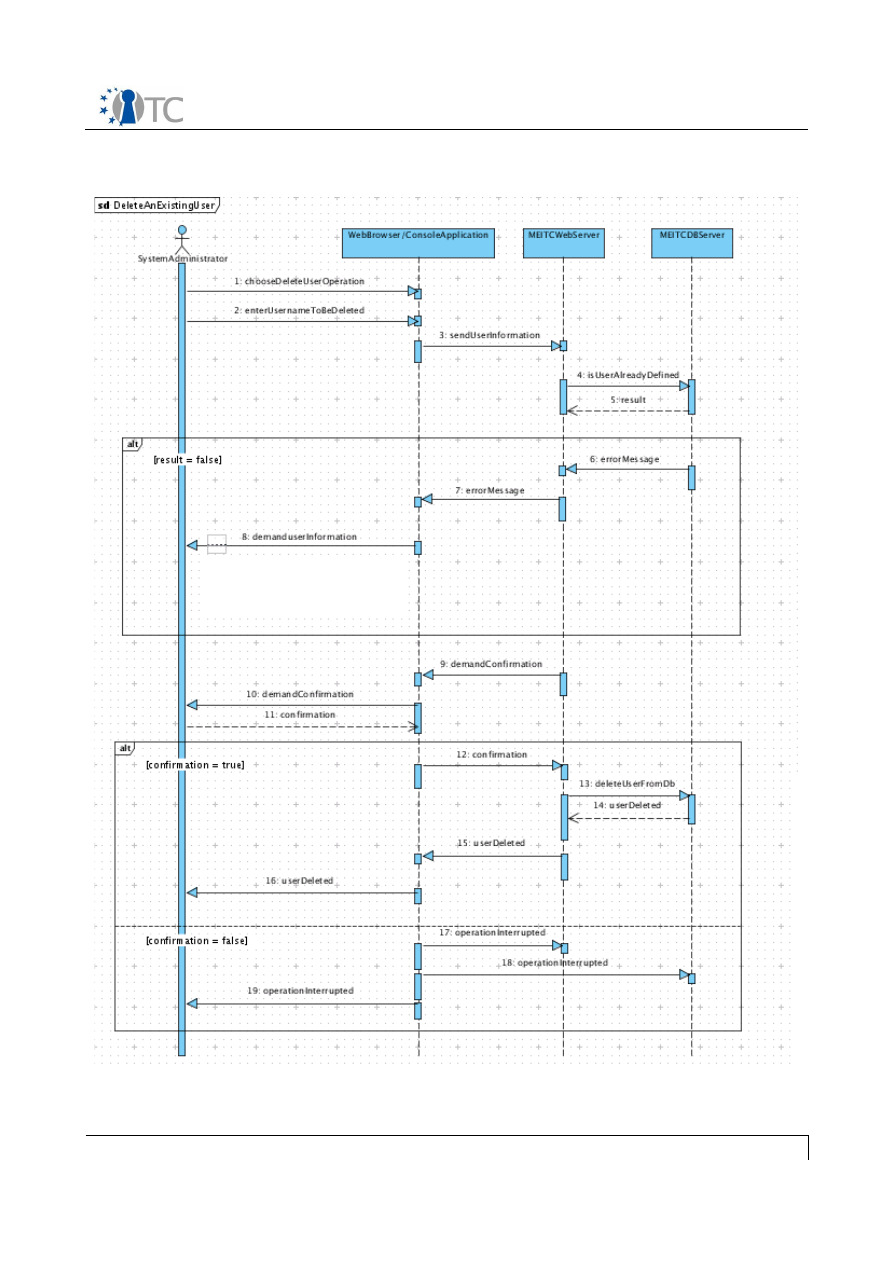 TC
sd DeleteAnExistingUser
WebBrowser/ConsoleApplication
MEITCWebServer
MEITCDBServer
SystemAdministrator
1: chooseDeleteUserOperation
2: enterUsernameToBeDeleted
3: sendUserInformation
4: isUserAlreadyDefined
5: result
alt
[result = false]
6: errorMessage
7: errorMessage
8: demanduserInformation
9: demandConfirmation
10: demandConfirmation
11: confirmation
alt
[confirmation = true]
12: confirmation
13: deleteUserFromDb
14: userDeleted
15: userDeleted
16: userDeleted
[confirmation = false]
17: operationInterrupted
18: operationInterrupted
19: operationInterrupted